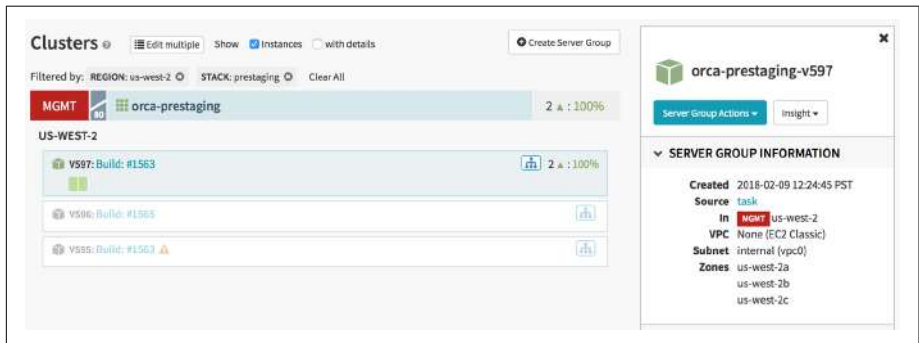 Clusters
Edit multiple
Show
Instances
with details
Create Server Group
Filtered by: REGION: us-west-2 STACK: prestaging Clear All
MGMT
orca-prestaging
2 : 100%
US-WEST-2
V597: Build: #1563
2 : 100%
V596: Build: #1565
V595: Build: #1563
orca-prestaging-v597
Server Group Actions
Insight
SERVER GROUP INFORMATION
Created 2018-02-09 12:24:45 PST
Source task
In MGMT us-west-2
VPC None (EC2 Classic)
Subnet internal (vpc0)
Zones us-west-2a
us-west-2b
us-west-2c